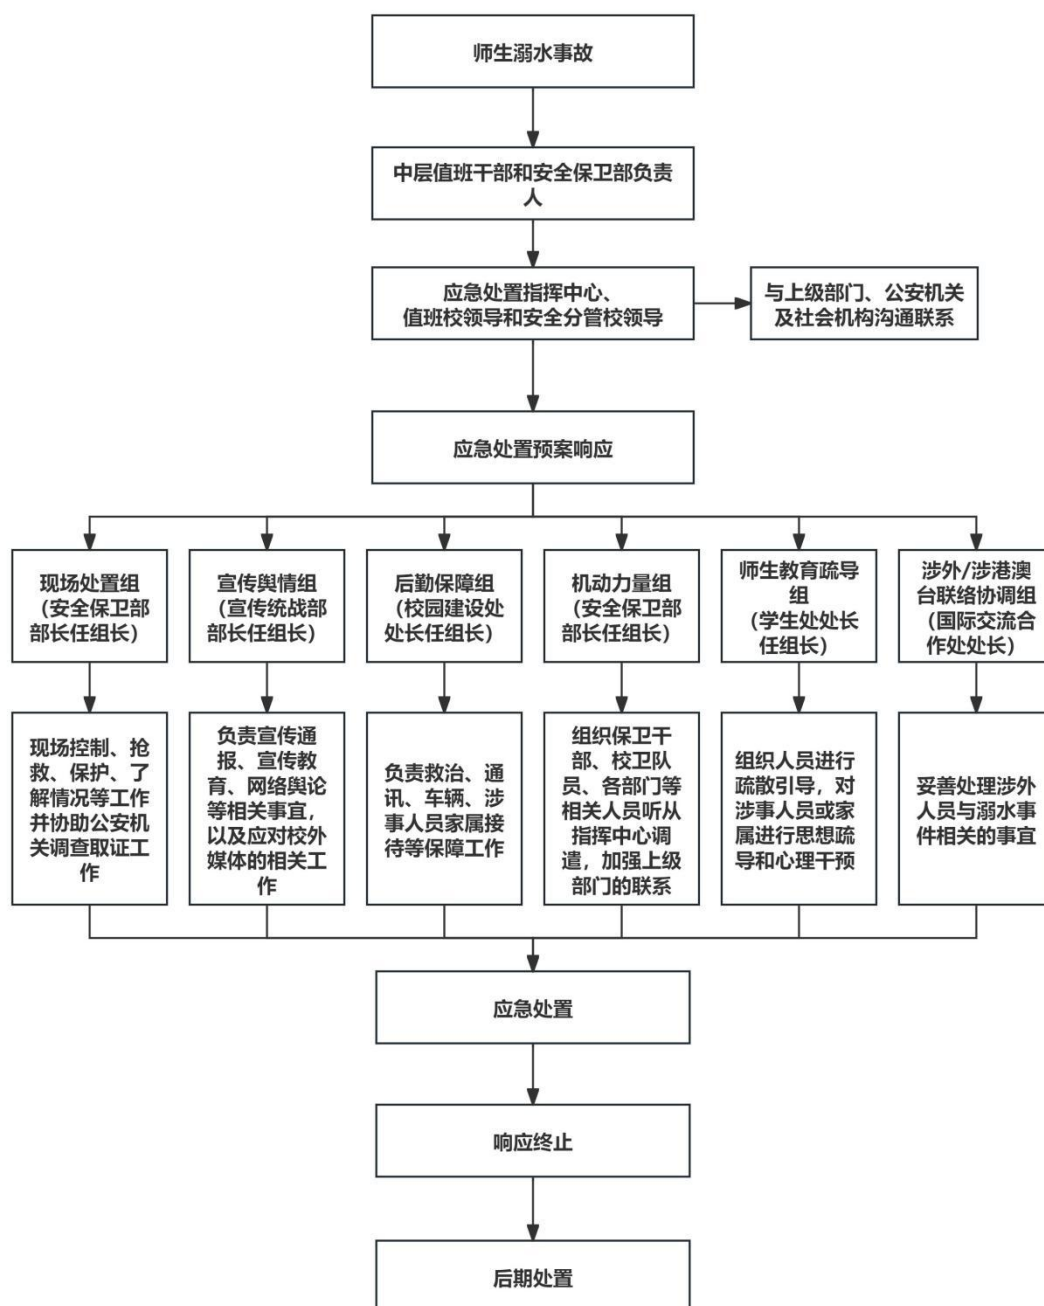 师生溺水事故
中层值班干部和安全保卫部负责
人
应急处置指挥中心、
值班校领导和安全分管校领导
与上级部门、公安机关
及社会机构沟通联系
应急处置预案响应
现场处置组
（安全保卫部
部长任组长）
宣传舆情组
（宣传统战部
部长任组长）
后勤保障组
（校园建设处
处长任组长）
机动力量组
（安全保卫部
部长任组长）
师生教育疏导
组
（学生处处长
任组长）
涉外/涉港澳
台联络协调组
（国际交流合
作处处长）
现场控制、抢
救、保护、了
解情况等工作
并协助公安机
关调查取证工
作
负责宣传通
报、宣传教
育、网络舆论
等相关事宜，
以及应对校外
媒体的相关工
作
负责救治、通
讯、车辆、涉
事人员家属接
待等保障工作
组织保卫干
部、校卫队
员、各部门等
相关人员听从
指挥中心调
遣，加强上级
部门的联系
组织人员进行
疏散引导，对
涉事人员或家
属进行思想疏
导和心理干预
妥善处理涉外
人员与溺水事
件相关的事宜
应急处置
响应终止
后期处置